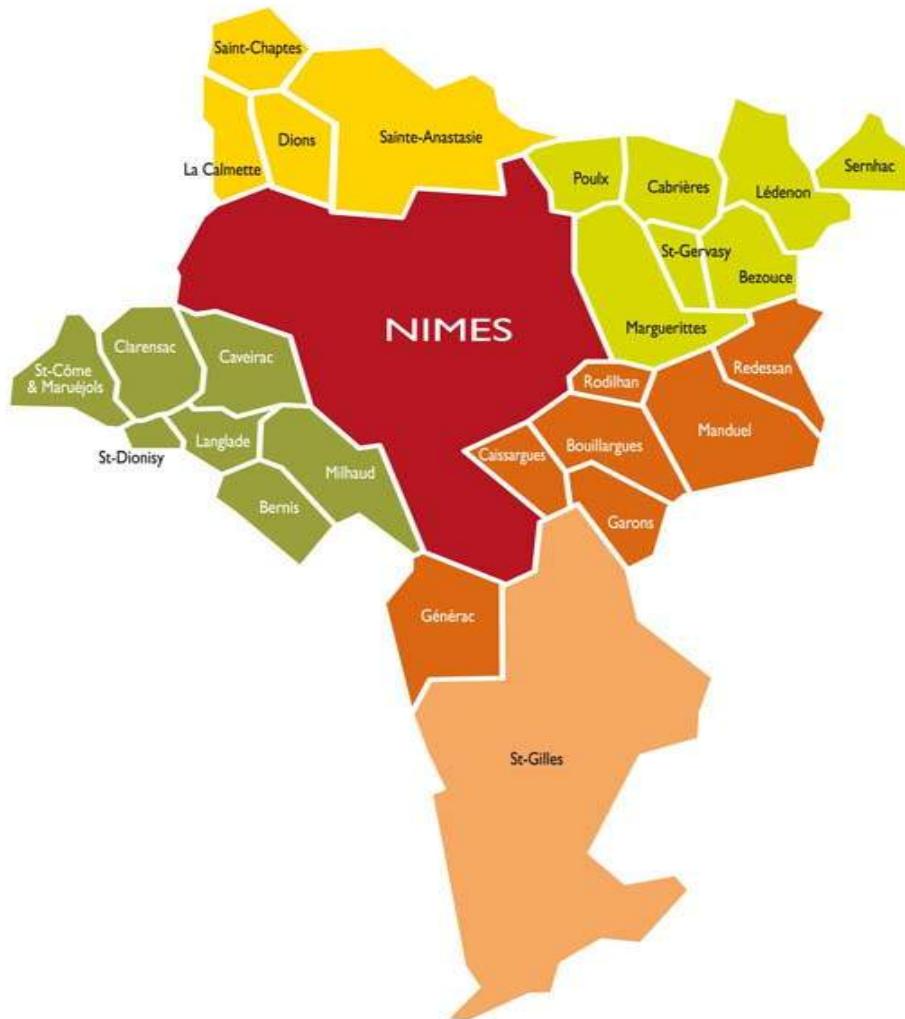 Saint-Chaptes
Dions
Sainte-Anastasie
La Calmette
Poulx
Cabrières
Lédenon
Sernhac
St-Gervasy
Bezouce
NIMES
Marguerittes
Clarensac
Caveirac
St-Côme
& Maruéjols
Redessan
Rodilhan
Manduel
Langlade
St-Dionisy
Milhaud
Caissargues
Bouillargues
Bernis
Garons
Générac
St-Gilles